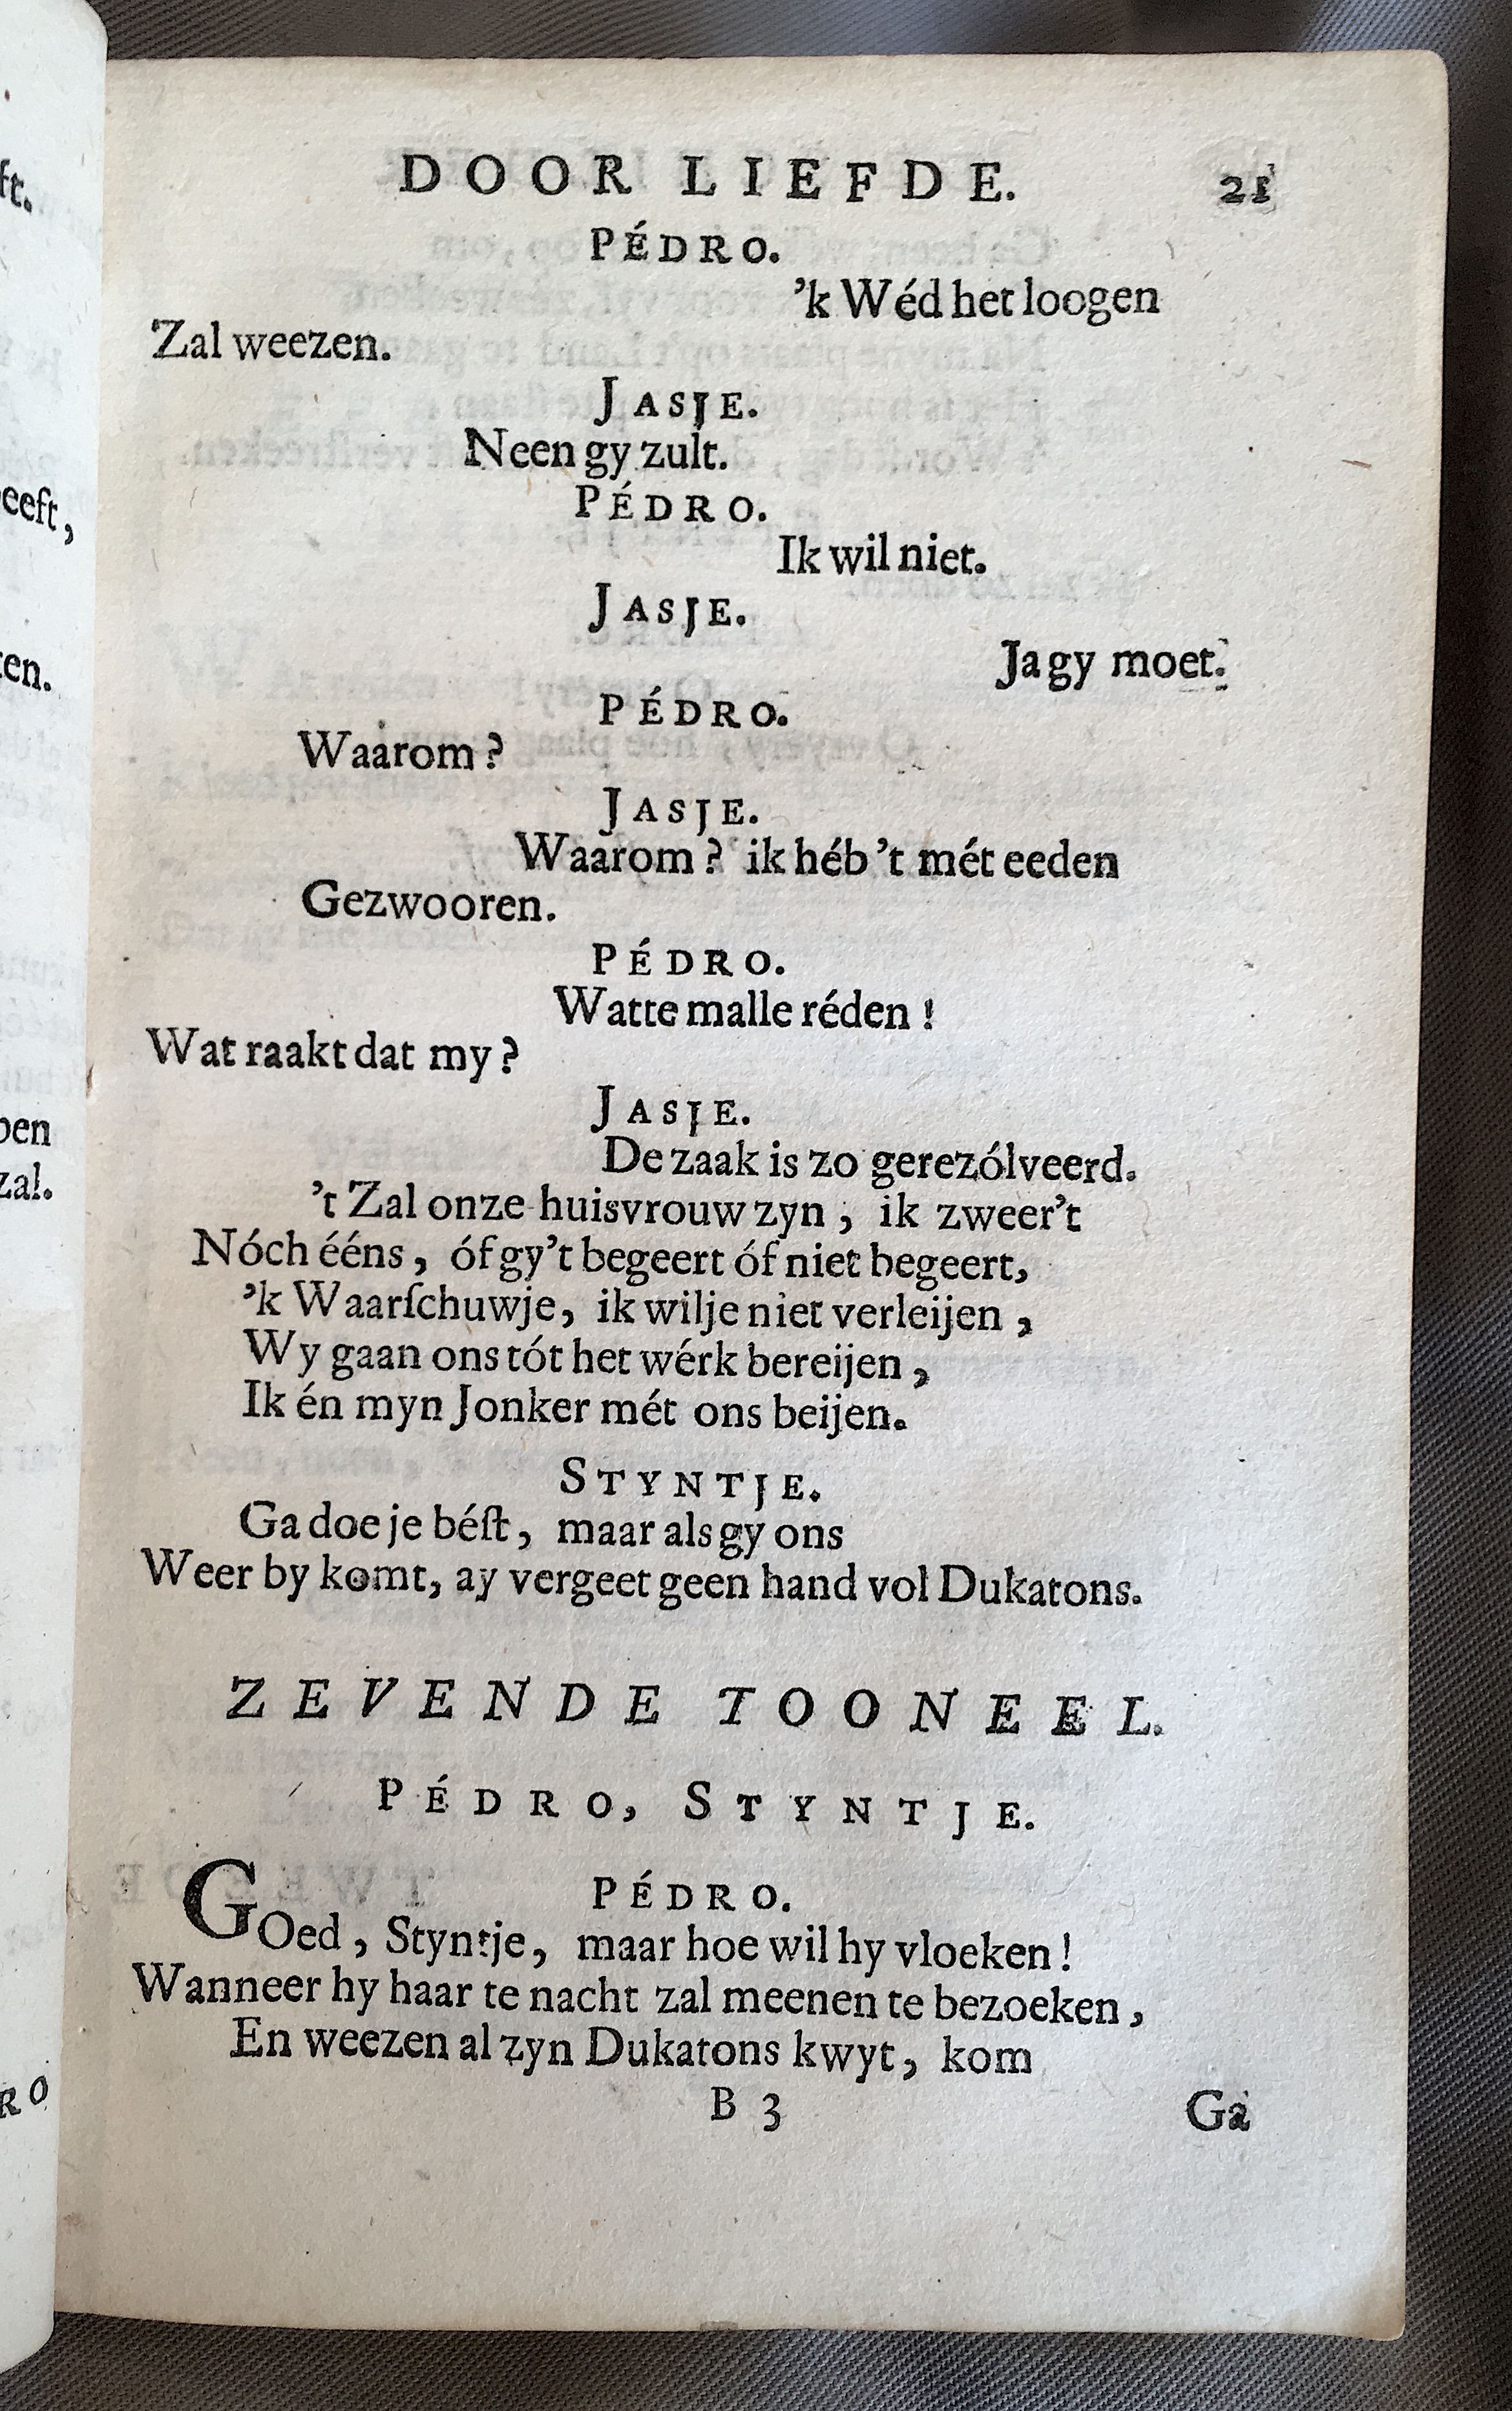 DOOR LIEFDE. 21
PÉDRO.
'k Wéd het loogen
Zal weezen.
JASJE.
Neen gy zult.
PÉDRO.
Ik wil niet.
JASJE.
Ja gy moet.
PÉDRO.
Waarom?
JASJE.
Waarom? ik héb 't mét eeden
Gezwooren.
PÉDRO.
Watte malle réden!
Wat raakt dat my?
JASJE.
De zaak is zo gerezólveerd.
't Zal onze huisvrouw zyn, ik zweer't
Nóch ééns, óf gy't begeert óf niet begeert,
'k Waarſchuwje, ik wilje niet verleijen,
Wy gaan ons tót het wérk bereijen,
Ik én myn Jonker mét ons beijen.
STYNTJE.
Ga doe je béſt, maar als gy ons
Weer by komt, ay vergeet geen hand vol Dukatons.
ZEVENDE TOONEEL.
PÉDRO, STYNTJE.
PÉDRO.
GOed, Styntje, maar hoe wil hy vloeken!
Wanneer hy haar te nacht zal meenen te bezoeken,
En weezen al zyn Dukatons kwyt, kom
B 3 Ga